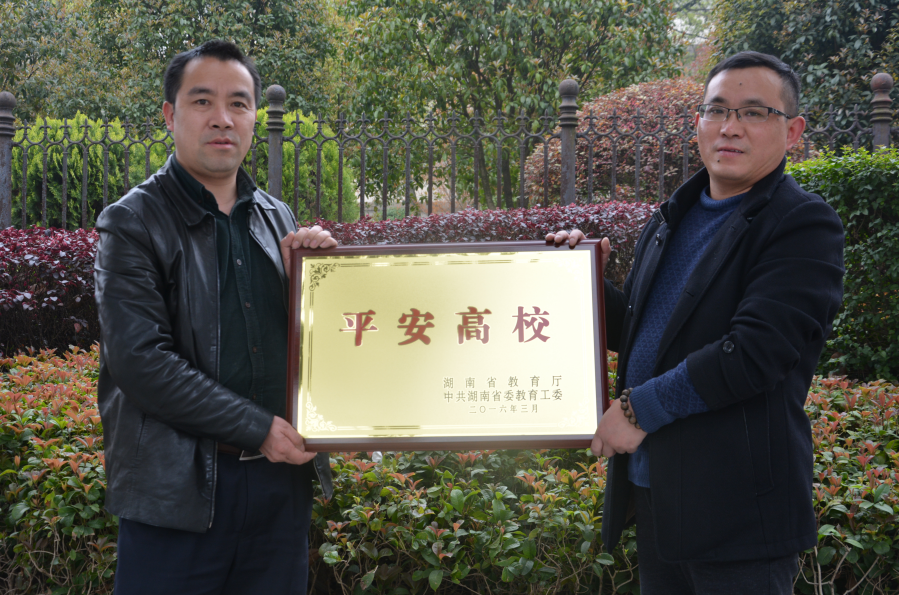 平安高校
湖南省教育厅
中共湖南省委教育工委
二〇一六年三月